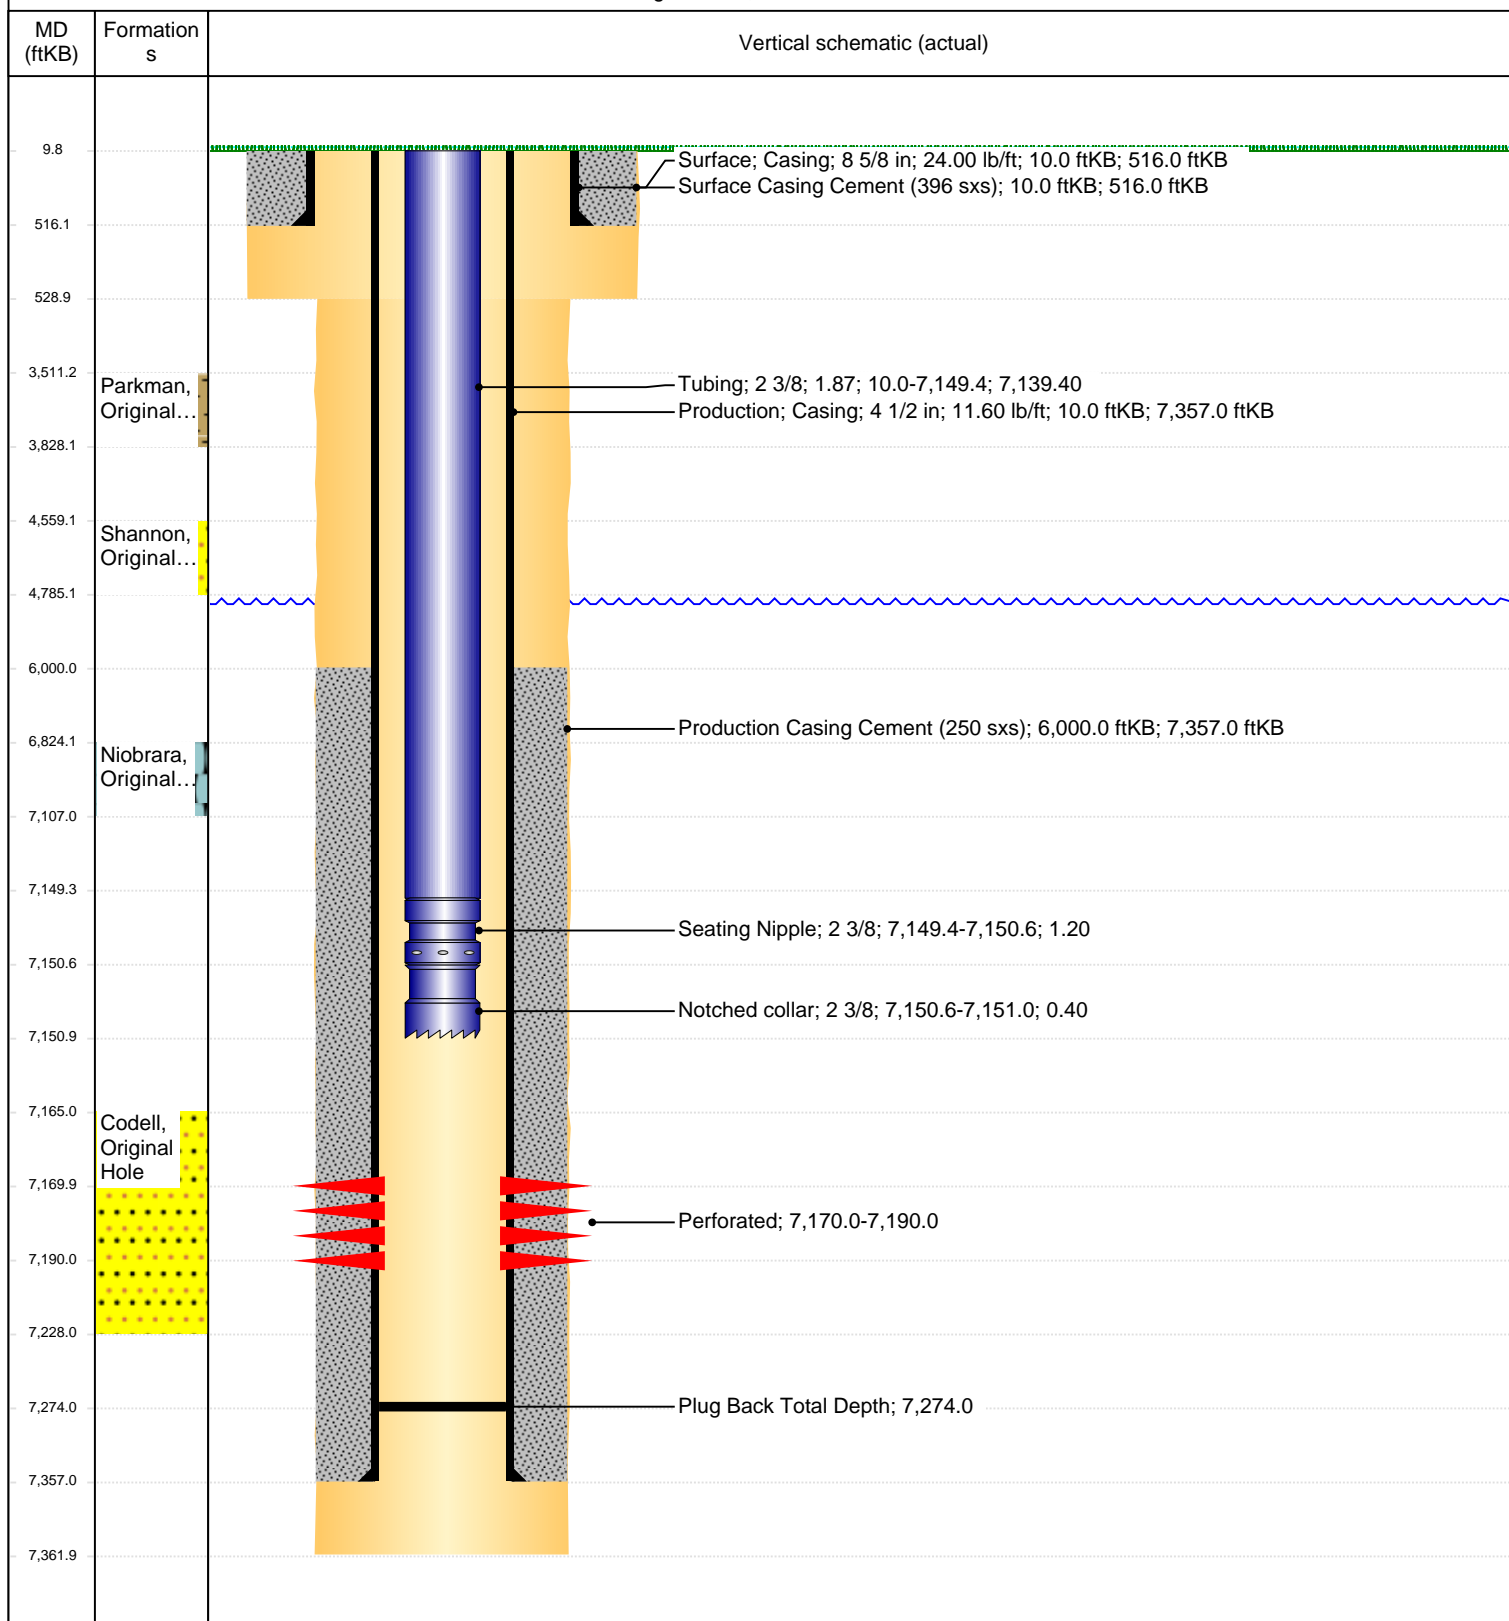 MD
(ftKB)
Formation
s
Vertical schematic (actual)
9.8
Surface; Casing; 8 5/8 in; 24.00 lb/ft; 10.0 ftKB; 516.0 ftKB
Surface Casing Cement (396 sxs); 10.0 ftKB; 516.0 ftKB
516.1
528.9
3,511.2
Parkman,
Original...
Tubing; 2 3/8; 1.87; 10.0-7,149.4; 7,139.40
Production; Casing; 4 1/2 in; 11.60 lb/ft; 10.0 ftKB; 7,357.0 ftKB
3,828.1
4,559.1
Shannon,
Original...
4,785.1
6,000.0
Production Casing Cement (250 sxs); 6,000.0 ftKB; 7,357.0 ftKB
6,824.1
Niobrara,
Original...
7,107.0
7,149.3
Seating Nipple; 2 3/8; 7,149.4-7,150.6; 1.20
7,150.6
Notched collar; 2 3/8; 7,150.6-7,151.0; 0.40
7,150.9
7,165.0
Codell,
Original
Hole
7,169.9
Perforated; 7,170.0-7,190.0
7,190.0
7,228.0
7,274.0
Plug Back Total Depth; 7,274.0
7,357.0
7,361.9